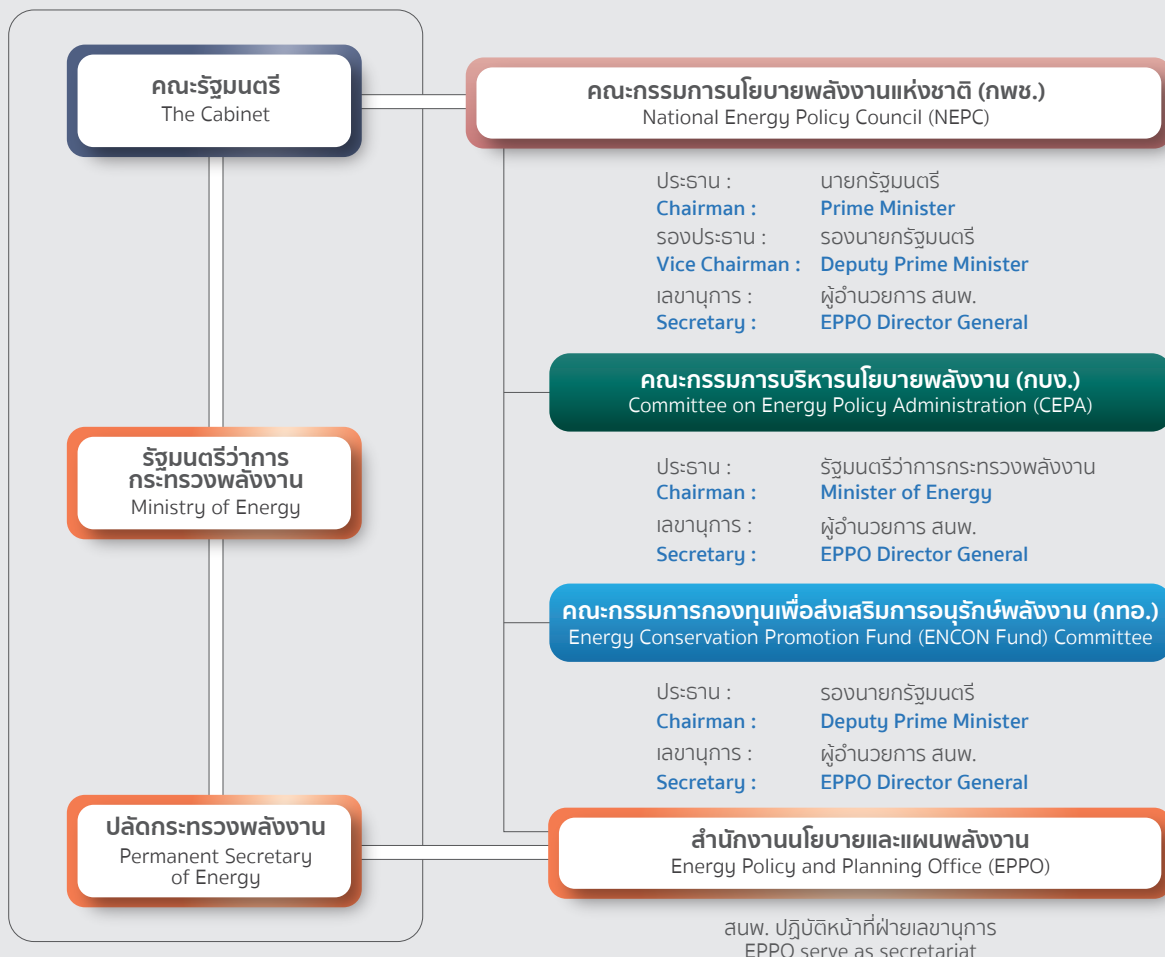 คณะรัฐมนตรี
The Cabinet
คณะกรรมการนโยบายพลังงานแห่งชาติ (กพช.)
National Energy Policy Council (NEPC)
ประธาน : นายกรัฐมนตรี
Chairman : Prime Minister
รองประธาน : รองนายกรัฐมนตรี
Vice Chairman : Deputy Prime Minister
เลขานุการ : ผู้อำนวยการ สนพ.
Secretary : EPPO Director General
คณะกรรมการบริหารนโยบายพลังงาน (กบง.)
Committee on Energy Policy Administration (CEPA)
รัฐมนตรีว่าการ
กระทรวงพลังงาน
Ministry of Energy
ประธาน : รัฐมนตรีว่าการกระทรวงพลังงาน
Chairman : Minister of Energy
เลขานุการ : ผู้อำนวยการ สนพ.
Secretary : EPPO Director General
คณะกรรมการกองทุนเพื่อส่งเสริมการอนุรักษ์พลังงาน (กทอ.)
Energy Conservation Promotion Fund (ENCON Fund) Committee
ประธาน : รองนายกรัฐมนตรี
Chairman : Deputy Prime Minister
เลขานุการ : ผู้อำนวยการ สนพ.
Secretary : EPPO Director General
ปลัดกระทรวงพลังงาน
Permanent Secretary
of Energy
สำนักงานนโยบายและแผนพลังงาน
Energy Policy and Planning Office (EPPO)
สนพ. ปฏิบัติหน้าที่ฝ่ายเลขานุการ
EPPO serve as secretariat